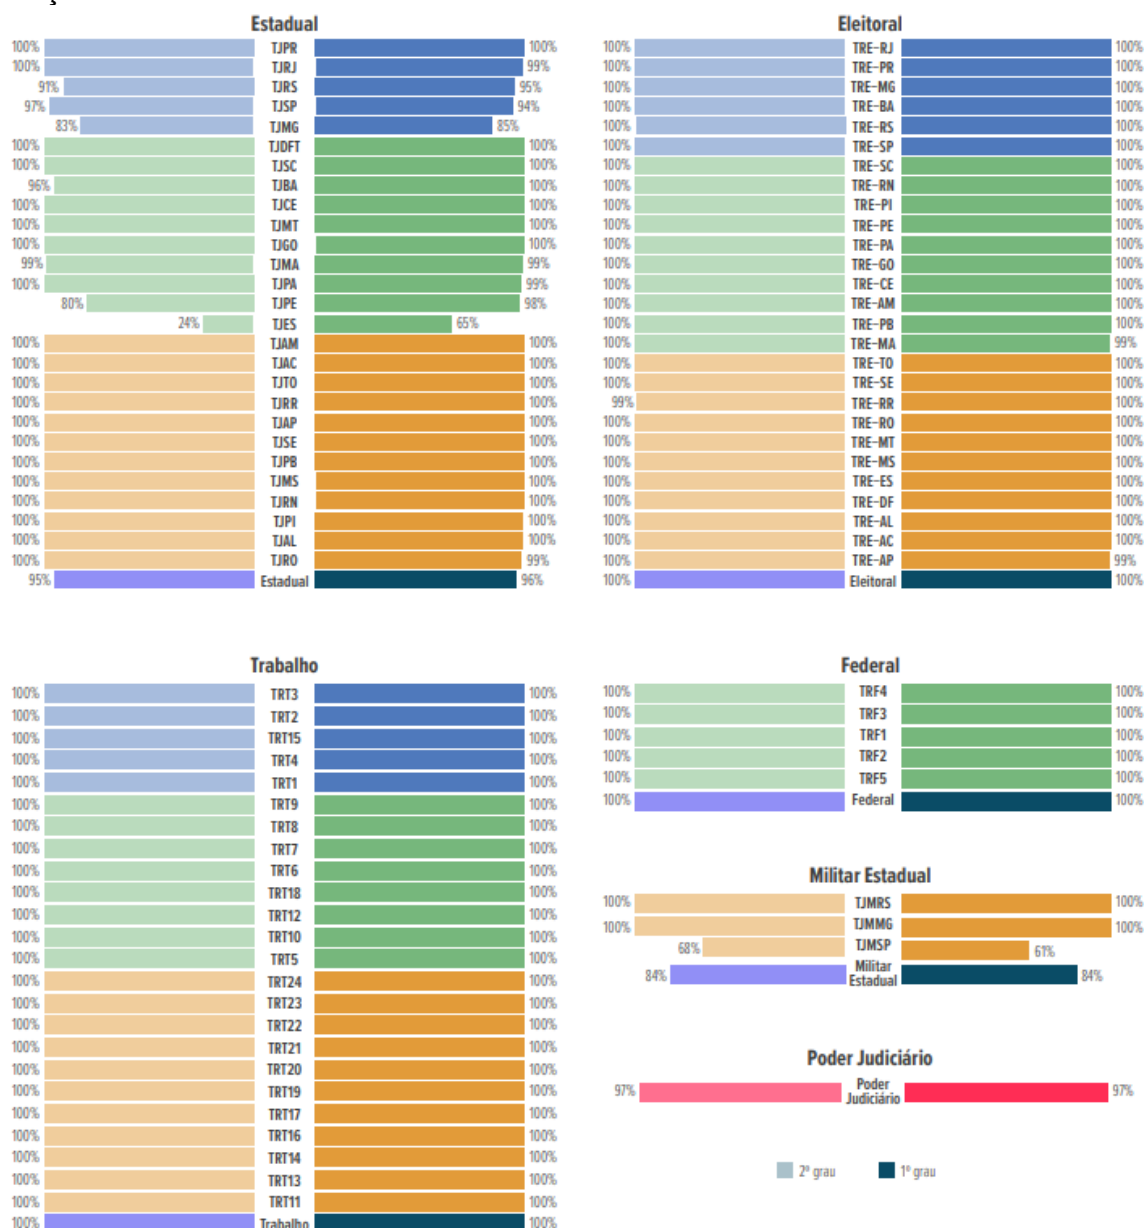 Estadual
100% TJPR 100%
100% TJRJ 99%
91% TJRS 95%
97% TJSP 94%
83% TJMG 85%
100% TJDFT 100%
100% TJSC 100%
96% TJBA 100%
100% TJCE 100%
100% TJMT 100%
100% TJGO 100%
99% TJMA 99%
100% TJPA 99%
80% TJPE 98%
24% TJES 65%
100% TJAM 100%
100% TJAC 100%
100% TJTO 100%
100% TJRR 100%
100% TJAP 100%
100% TJSE 100%
100% TJPB 100%
100% TJMS 100%
100% TJRN 100%
100% TJPI 100%
100% TJAL 100%
100% TJRO 99%
95% Estadual 96%
Eleitoral
100% TRE-RJ 100%
100% TRE-PR 100%
100% TRE-MG 100%
100% TRE-BA 100%
100% TRE-RS 100%
100% TRE-SP 100%
100% TRE-SC 100%
100% TRE-RN 100%
100% TRE-PI 100%
100% TRE-PE 100%
100% TRE-PA 100%
100% TRE-GO 100%
100% TRE-CE 100%
100% TRE-AM 100%
100% TRE-PB 100%
100% TRE-MA 99%
100% TRE-TO 100%
100% TRE-SE 100%
99% TRE-RR 100%
100% TRE-RO 100%
100% TRE-MT 100%
100% TRE-MS 100%
100% TRE-ES 100%
100% TRE-DF 100%
100% TRE-AL 100%
100% TRE-AC 100%
100% TRE-AP 99%
100% Eleitoral 100%
Trabalho
100% TRT3 100%
100% TRT2 100%
100% TRT15 100%
100% TRT4 100%
100% TRT1 100%
100% TRT9 100%
100% TRT8 100%
100% TRT7 100%
100% TRT6 100%
100% TRT18 100%
100% TRT12 100%
100% TRT10 100%
100% TRT5 100%
100% TRT24 100%
100% TRT23 100%
100% TRT22 100%
100% TRT21 100%
100% TRT20 100%
100% TRT19 100%
100% TRT17 100%
100% TRT16 100%
100% TRT14 100%
100% TRT13 100%
100% TRT11 100%
100% Trabalho 100%
Federal
100% TRF4 100%
100% TRF3 100%
100% TRF1 100%
100% TRF2 100%
100% TRF5 100%
100% Federal 100%
Militar Estadual
100% TJMRS 100%
100% TJMMG 100%
68% TJMSP 61%
84% Militar 84%
Estadual
Poder Judiciário
97% Poder 97%
Judiciário
2º grau 1º grau